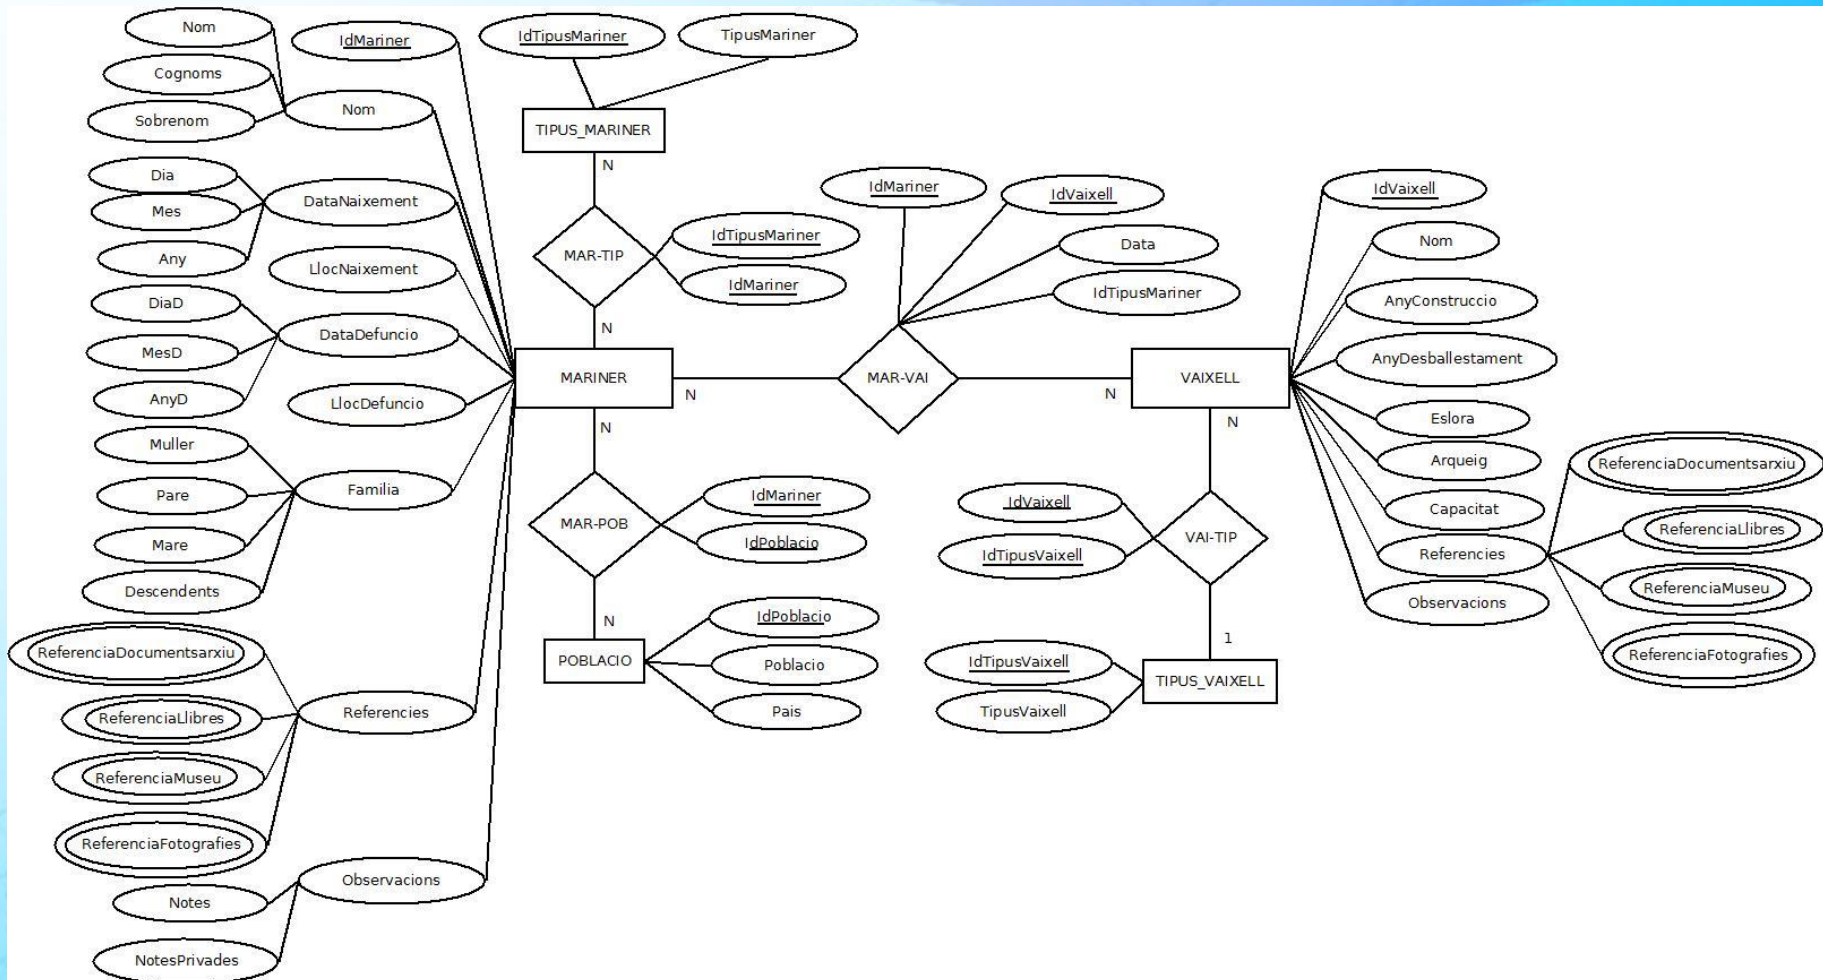 Nom
Cognoms
Sobrenom
IdMariner
Nom
Dia
Mes
Any
DataNaixement
LlocNaixement
DiaD
MesD
AnyD
DataDefuncio
LlocDefuncio
Muller
Pare
Mare
Descendents
Familia
ReferenciaDocumentsarxiu
ReferenciaLlibres
ReferenciaMuseu
ReferenciaFotografies
Referencies
Notes
NotesPrivades
Observacions
IdTipusMariner
TipusMariner
TIPUS_MARINER
N
MAR-TIP
IdTipusMariner
IdMariner
N
MARINER
N
N
MAR-POB
IdMariner
IdPoblacio
N
POBLACIO
IdPoblacio
Poblacio
Pais
IdMariner
IdVaixell
Data
IdTipusMariner
MAR-VAI
N
VAIXELL
N
IdVaixell
IdTipusVaixell
VAI-TIP
1
IdTipusVaixell
TipusVaixell
TIPUS_VAIXELL
IdVaixell
Nom
AnyConstruccio
AnyDesballestament
Eslora
Arqueig
Capacitat
Referencies
Observacions
ReferenciaDocumentsarxiu
ReferenciaLlibres
ReferenciaMuseu
ReferenciaFotografies